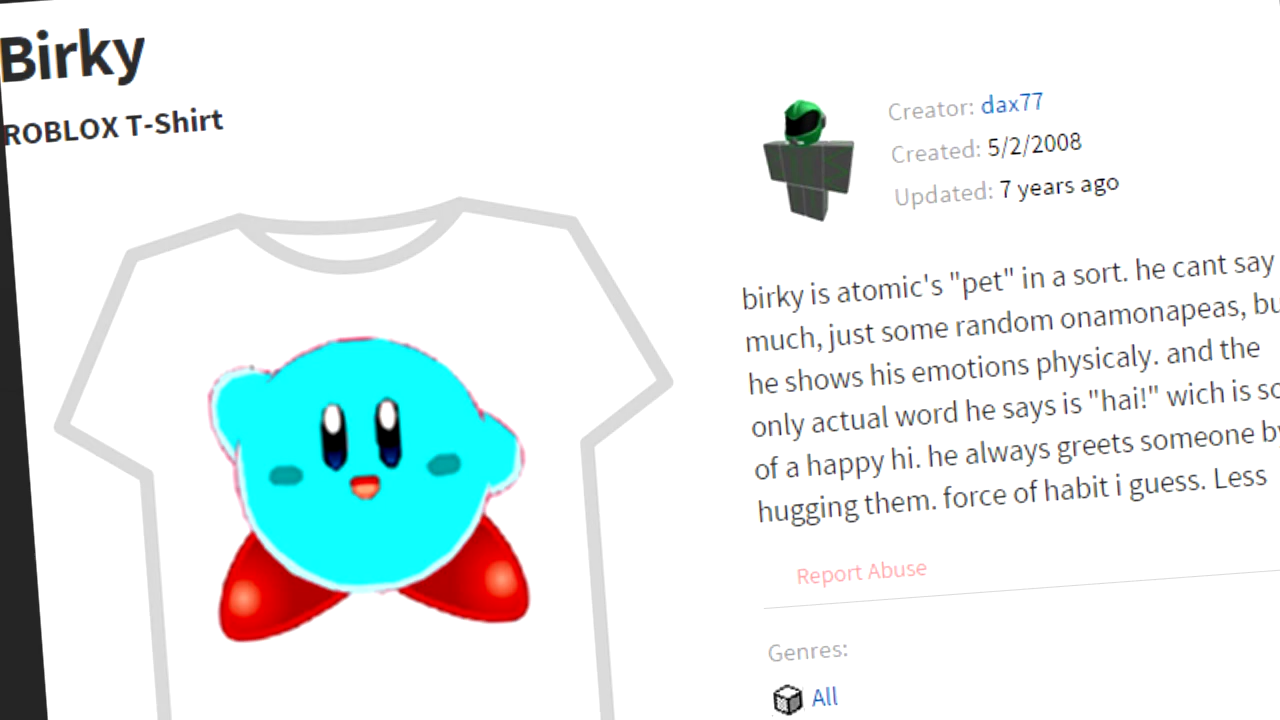 Birky
ROBLOX T-Shirt
Creator: dax77
Created: 5/2/2008
Updated: 7 years ago
birky is atomic's "pet" in a sort. he cant say
much, just some random onamonapeas,
he shows his emotions physicaly. and the
only actual word he says is "hai!" wich is
of a happy hi. he always greets someone
hugging them. force of habit i guess. Less
Report Abuse
Genres:
All